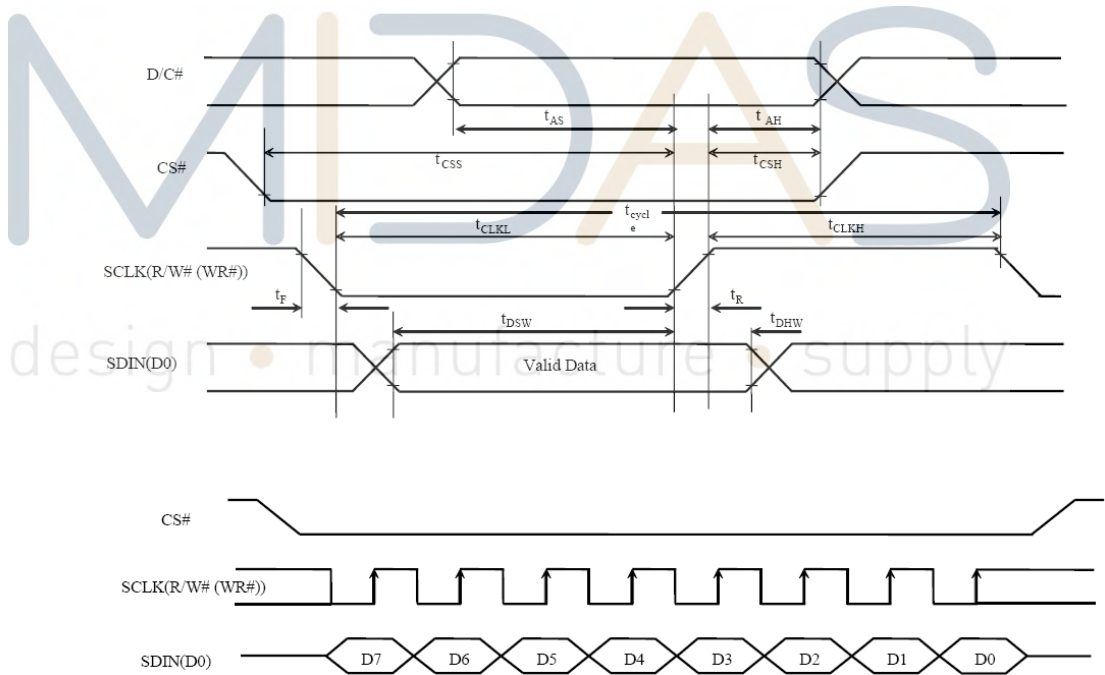 MIDAS
D/C#
tAS
tAH
tCSS
tCSH
CS#
tcycl
e
tCLKL
tCLKH
SCLK(R/W# (WR#))
tF
tR
tDSW
tDHW
design • manufacture • supply
SDIN(D0)
Valid Data
CS#
SCLK(R/W# (WR#))
SDIN(D0)
D7 D6 D5 D4 D3 D2 D1 D0